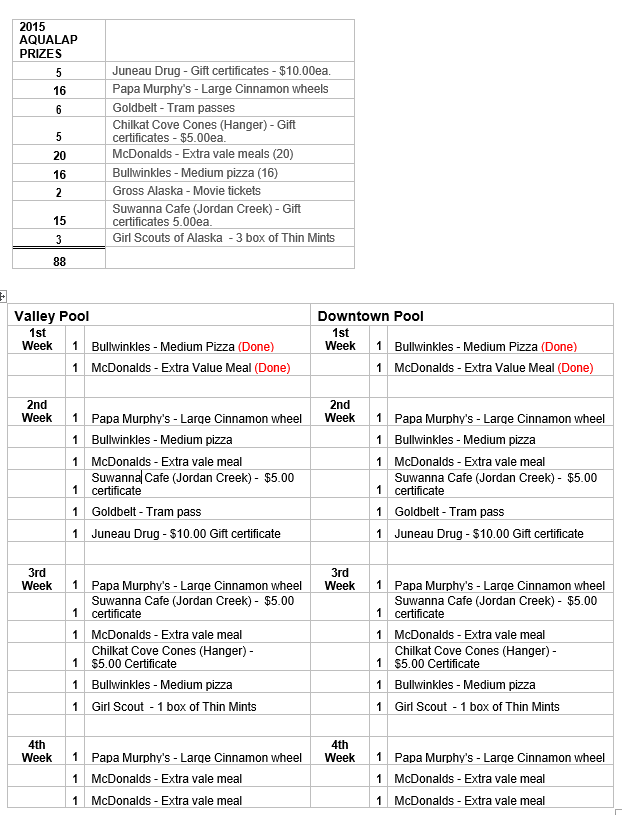 2015
AQUALAP
PRIZES
5 Juneau Drug - Gift certificates - $10.00ea.
16 Papa Murphy's - Large Cinnamon wheels
6 Goldbelt - Tram passes
Chilkat Cove Cones (Hanger) - Gift
5 certificates - $5.00ea.
20 McDonalds - Extra vale meals (20)
16 Bullwinkles - Medium pizza (16)
2 Gross Alaska - Movie tickets
Suwanna Cafe (Jordan Creek) - Gift
15 certificates 5.00ea.
3 Girl Scouts of Alaska - 3 box of Thin Mints
88
Valley Pool Downtown Pool
1st 1st
Week 1 Bullwinkles - Medium Pizza (Done) Week 1 Bullwinkles - Medium Pizza (Done)
1 McDonalds - Extra Value Meal (Done) 1 McDonalds - Extra Value Meal (Done)
2nd 2nd
Week 1 Papa Murphy's - Large Cinnamon wheel Week 1 Papa Murphy's - Large Cinnamon wheel
1 Bullwinkles - Medium pizza 1 Bullwinkles - Medium pizza
1 McDonalds - Extra vale meal 1 McDonalds - Extra vale meal
Suwanna Cafe (Jordan Creek) - $5.00 Suwanna Cafe (Jordan Creek) - $5.00
1 certificate 1 certificate
1 Goldbelt - Tram pass 1 Goldbelt - Tram pass
1 Juneau Drug - $10.00 Gift certificate 1 Juneau Drug - $10.00 Gift certificate
3rd 3rd
Week 1 Papa Murphy's - Large Cinnamon wheel Week 1 Papa Murphy's - Large Cinnamon wheel
Suwanna Cafe (Jordan Creek) - $5.00 Suwanna Cafe (Jordan Creek) - $5.00
1 certificate 1 certificate
1 McDonalds - Extra vale meal 1 McDonalds - Extra vale meal
Chilkat Cove Cones (Hanger) - Chilkat Cove Cones (Hanger) -
1 $5.00 Certificate 1 $5.00 Certificate
1 Bullwinkles - Medium pizza 1 Bullwinkles - Medium pizza
1 Girl Scout - 1 box of Thin Mints 1 Girl Scout - 1 box of Thin Mints
4th 4th
Week 1 Papa Murphy's - Large Cinnamon wheel Week 1 Papa Murphy's - Large Cinnamon wheel
1 McDonalds - Extra vale meal 1 McDonalds - Extra vale meal
1 McDonalds - Extra vale meal 1 McDonalds - Extra vale meal